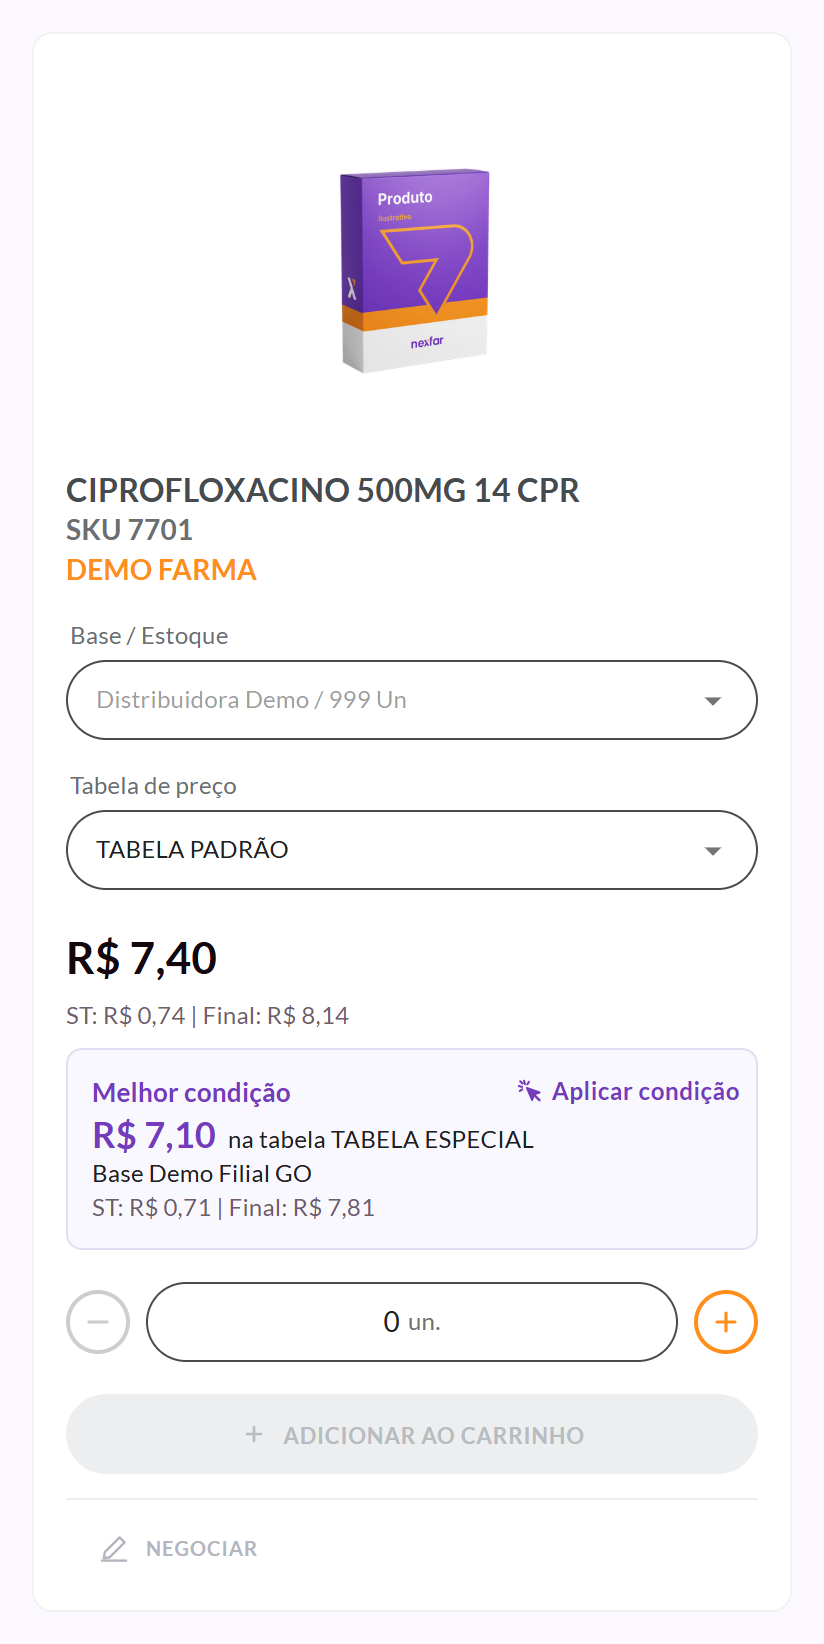 Produto
Ilustrativo
nexfar
CIPROFLOXACINO 500MG 14 CPR
SKU 7701
DEMO FARMA
Base / Estoque
Distribuidora Demo / 999 Un
Tabela de preço
TABELA PADRÃO
R$ 7,40
ST: R$ 0,74 | Final: R$ 8,14
Melhor condição
Aplicar condição
R$ 7,10 na tabela TABELA ESPECIAL
Base Demo Filial GO
ST: R$ 0,71 | Final: R$ 7,81
0 un.
+ ADICIONAR AO CARRINHO
NEGOCIAR